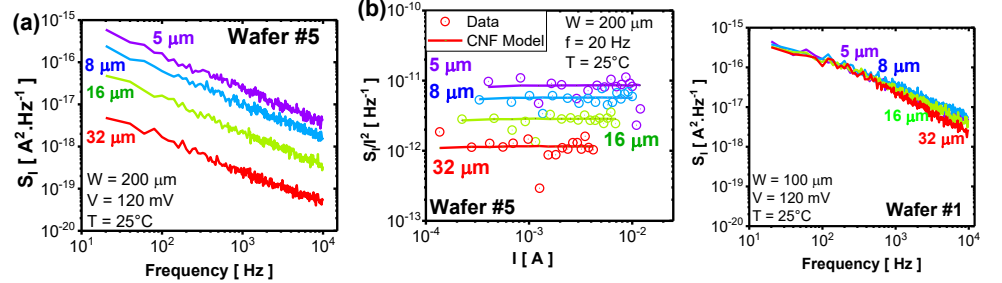 (a)
10⁻¹⁵
10⁻¹⁶
10⁻¹⁷
10⁻¹⁸
10⁻¹⁹
10⁻²⁰
S_I [ A².Hz⁻¹]
5 µm
8 µm
16 µm
32 µm
Wafer #5
W = 200 µm
V = 120 mV
T = 25°C
10¹ 10² 10³ 10⁴
Frequency [ Hz ]
(b)
10⁻¹⁰
10⁻¹¹
10⁻¹²
10⁻¹³
S_I/I² [ Hz⁻¹]
Data
CNF Model
W = 200 µm
f = 20 Hz
T = 25°C
5 µm
8 µm
16 µm
32 µm
Wafer #5
10⁻⁴ 10⁻³ 10⁻²
I [ A ]
10⁻¹⁵
10⁻¹⁶
10⁻¹⁷
10⁻¹⁸
10⁻¹⁹
10⁻²⁰
S_I [ A².Hz⁻¹]
5 µm
8 µm
16 µm
32 µm
W = 100 µm
V = 120 mV
T = 25°C
Wafer #1
10¹ 10² 10³ 10⁴
Frequency [ Hz ]